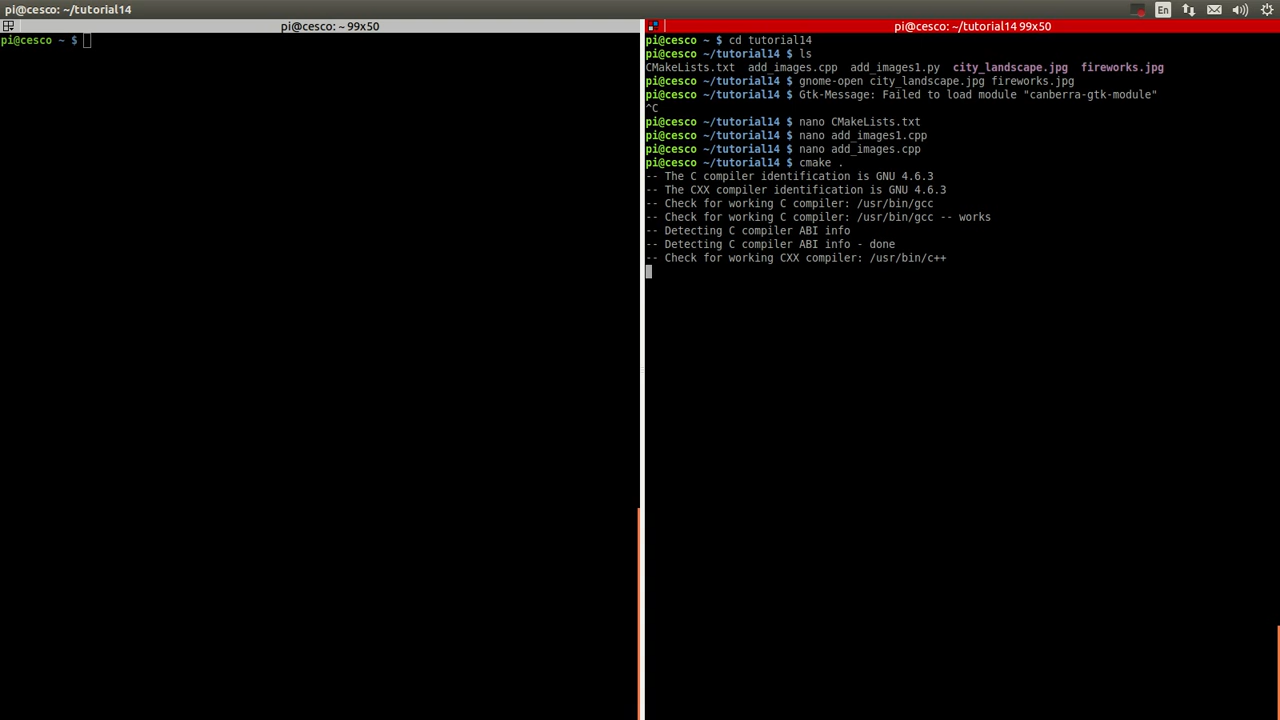 pi@cesco: ~/tutorial14
En
pi@cesco: ~ 99x50
pi@cesco ~ $
pi@cesco: ~/tutorial14 99x50
pi@cesco ~ $ cd tutorial14
pi@cesco ~/tutorial14 $ ls
CMakeLists.txt  add_images.cpp  add_images1.py  city_landscape.jpg  fireworks.jpg
pi@cesco ~/tutorial14 $ gnome-open city_landscape.jpg fireworks.jpg
pi@cesco ~/tutorial14 $ Gtk-Message: Failed to load module "canberra-gtk-module"
^C
pi@cesco ~/tutorial14 $ nano CMakeLists.txt
pi@cesco ~/tutorial14 $ nano add_images1.cpp
pi@cesco ~/tutorial14 $ nano add_images.cpp
pi@cesco ~/tutorial14 $ cmake .
-- The C compiler identification is GNU 4.6.3
-- The CXX compiler identification is GNU 4.6.3
-- Check for working C compiler: /usr/bin/gcc
-- Check for working C compiler: /usr/bin/gcc -- works
-- Detecting C compiler ABI info
-- Detecting C compiler ABI info - done
-- Check for working CXX compiler: /usr/bin/c++